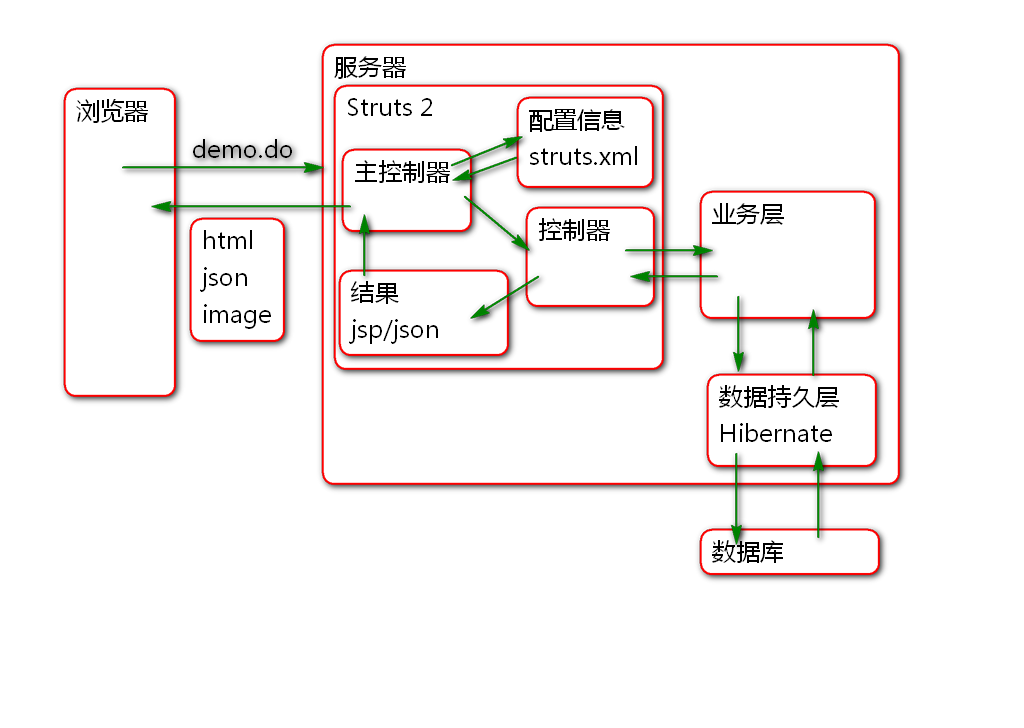 服务器
浏览器
Struts 2
配置信息
struts.xml
demo.do
主控制器
html
json
image
控制器
业务层
结果
jsp/json
数据持久层
Hibernate
数据库